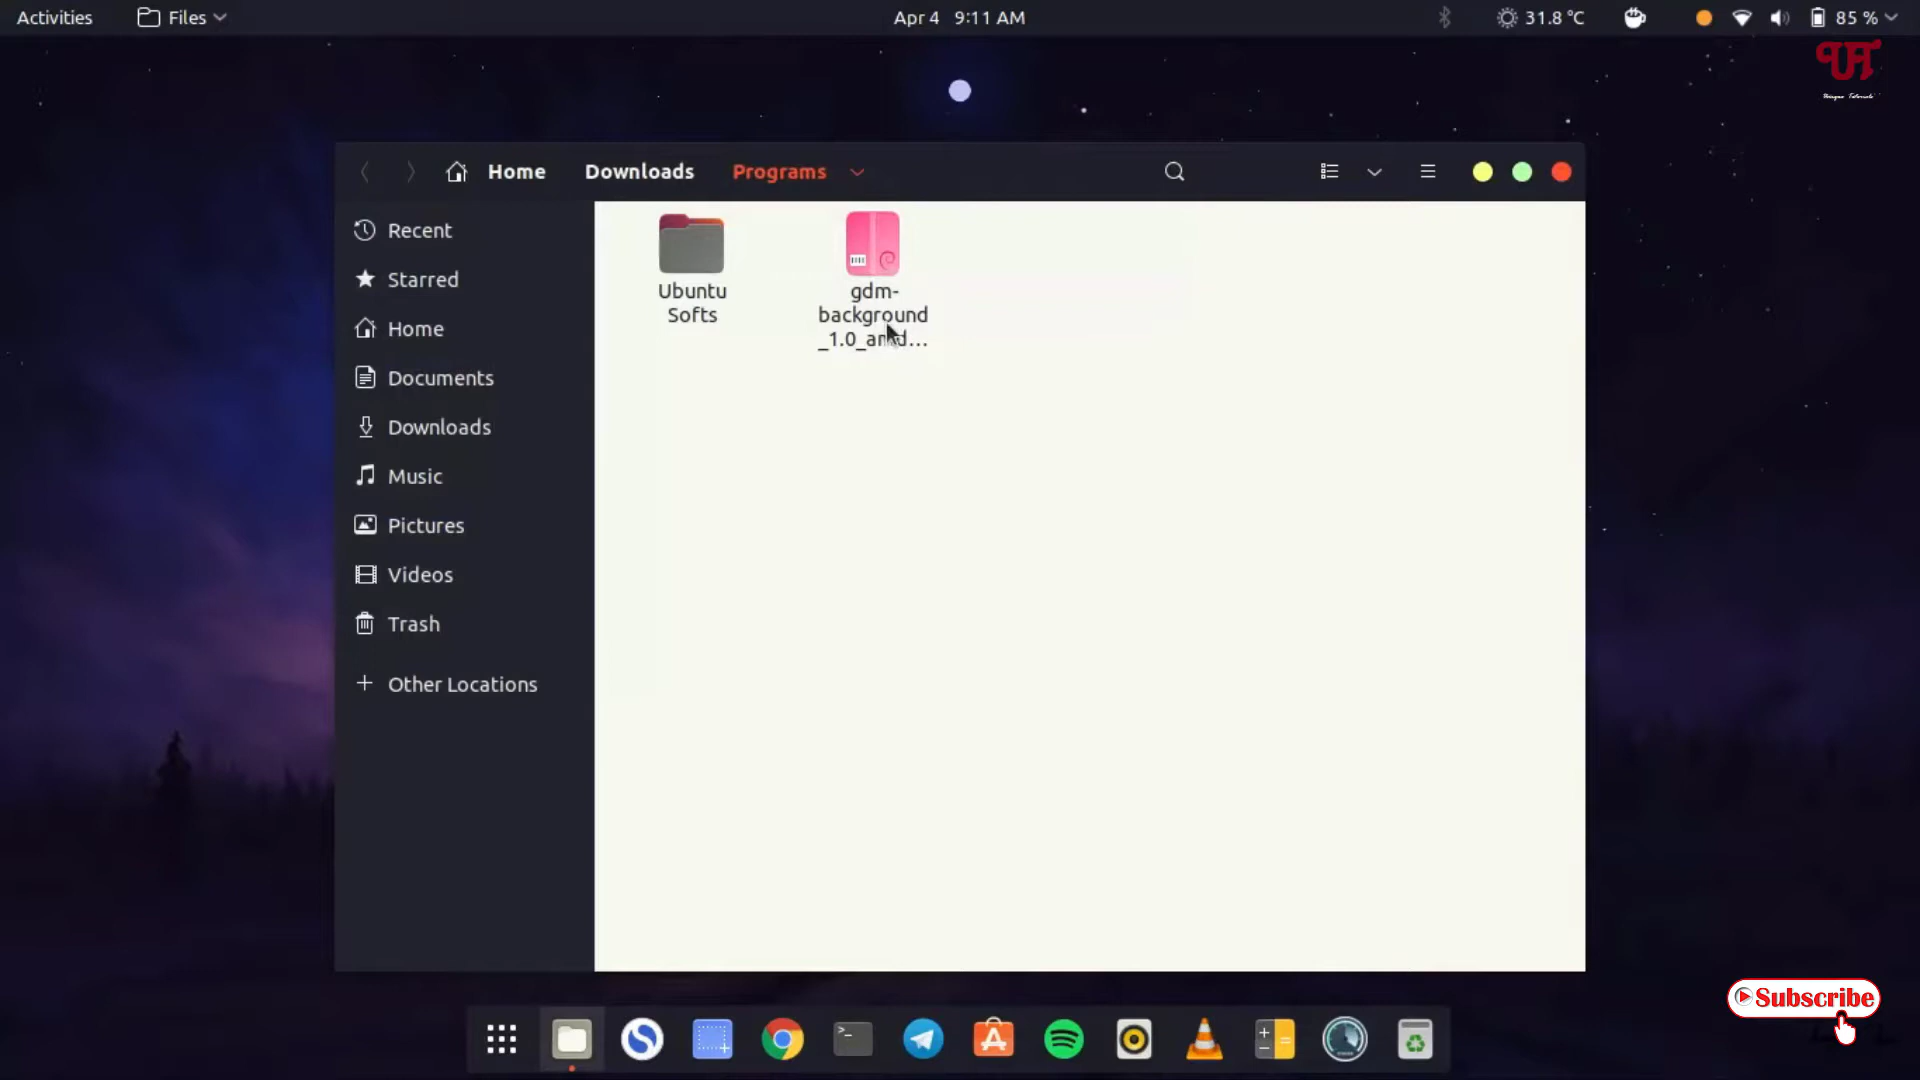 Activities
Files
Apr 4 9:11 AM
31.8 °C
85 %
UT
Home
Downloads
Programs
Recent
Starred
Home
Documents
Downloads
Music
Pictures
Videos
Trash
Other Locations
Ubuntu
Softs
gdm-
background
Subscribe